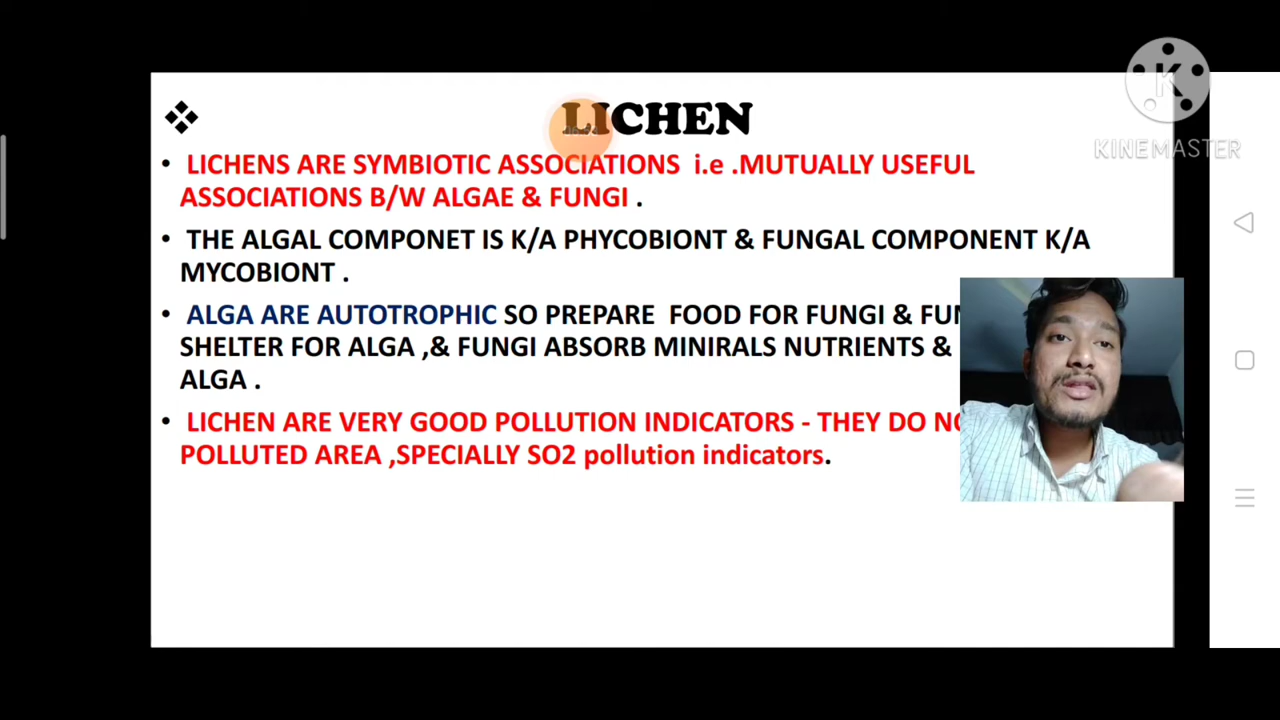 LICHEN
• LICHENS ARE SYMBIOTIC ASSOCIATIONS i.e .MUTUALLY USEFUL
ASSOCIATIONS B/W ALGAE & FUNGI .
• THE ALGAL COMPONET IS K/A PHYCOBIONT & FUNGAL COMPONENT K/A
MYCOBIONT .
• ALGA ARE AUTOTROPHIC SO PREPARE FOOD FOR FUNGI &
SHELTER FOR ALGA ,& FUNGI ABSORB MINIRALS NUTRIENTS &
ALGA .
• LICHEN ARE VERY GOOD POLLUTION INDICATORS - THEY DO
POLLUTED AREA ,SPECIALLY SO2 pollution indicators.
KINEMASTER